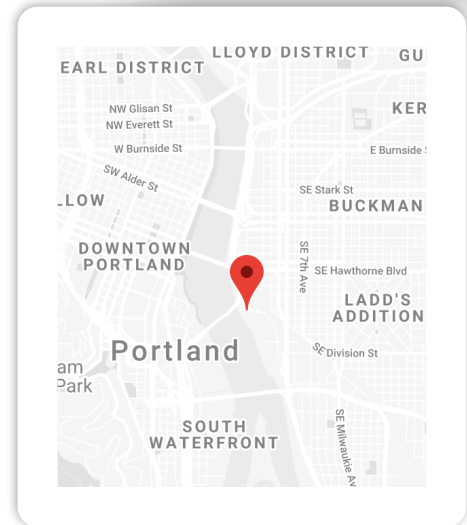 LLOYD DISTRICT
GU
EARL DISTRICT
NW Glisan St
KER
NW Everett St
W Burnside St
E Burnside
SW Alder St
SE Stark St
LLOW
BUCKMAN
DOWNTOWN
PORTLAND
SE 7th Ave
SE Hawthorne Blvd
LADD'S
ADDITION
Portland
SE Division St
am
Park
SOUTH
WATERFRONT
SE Milwaukie Av